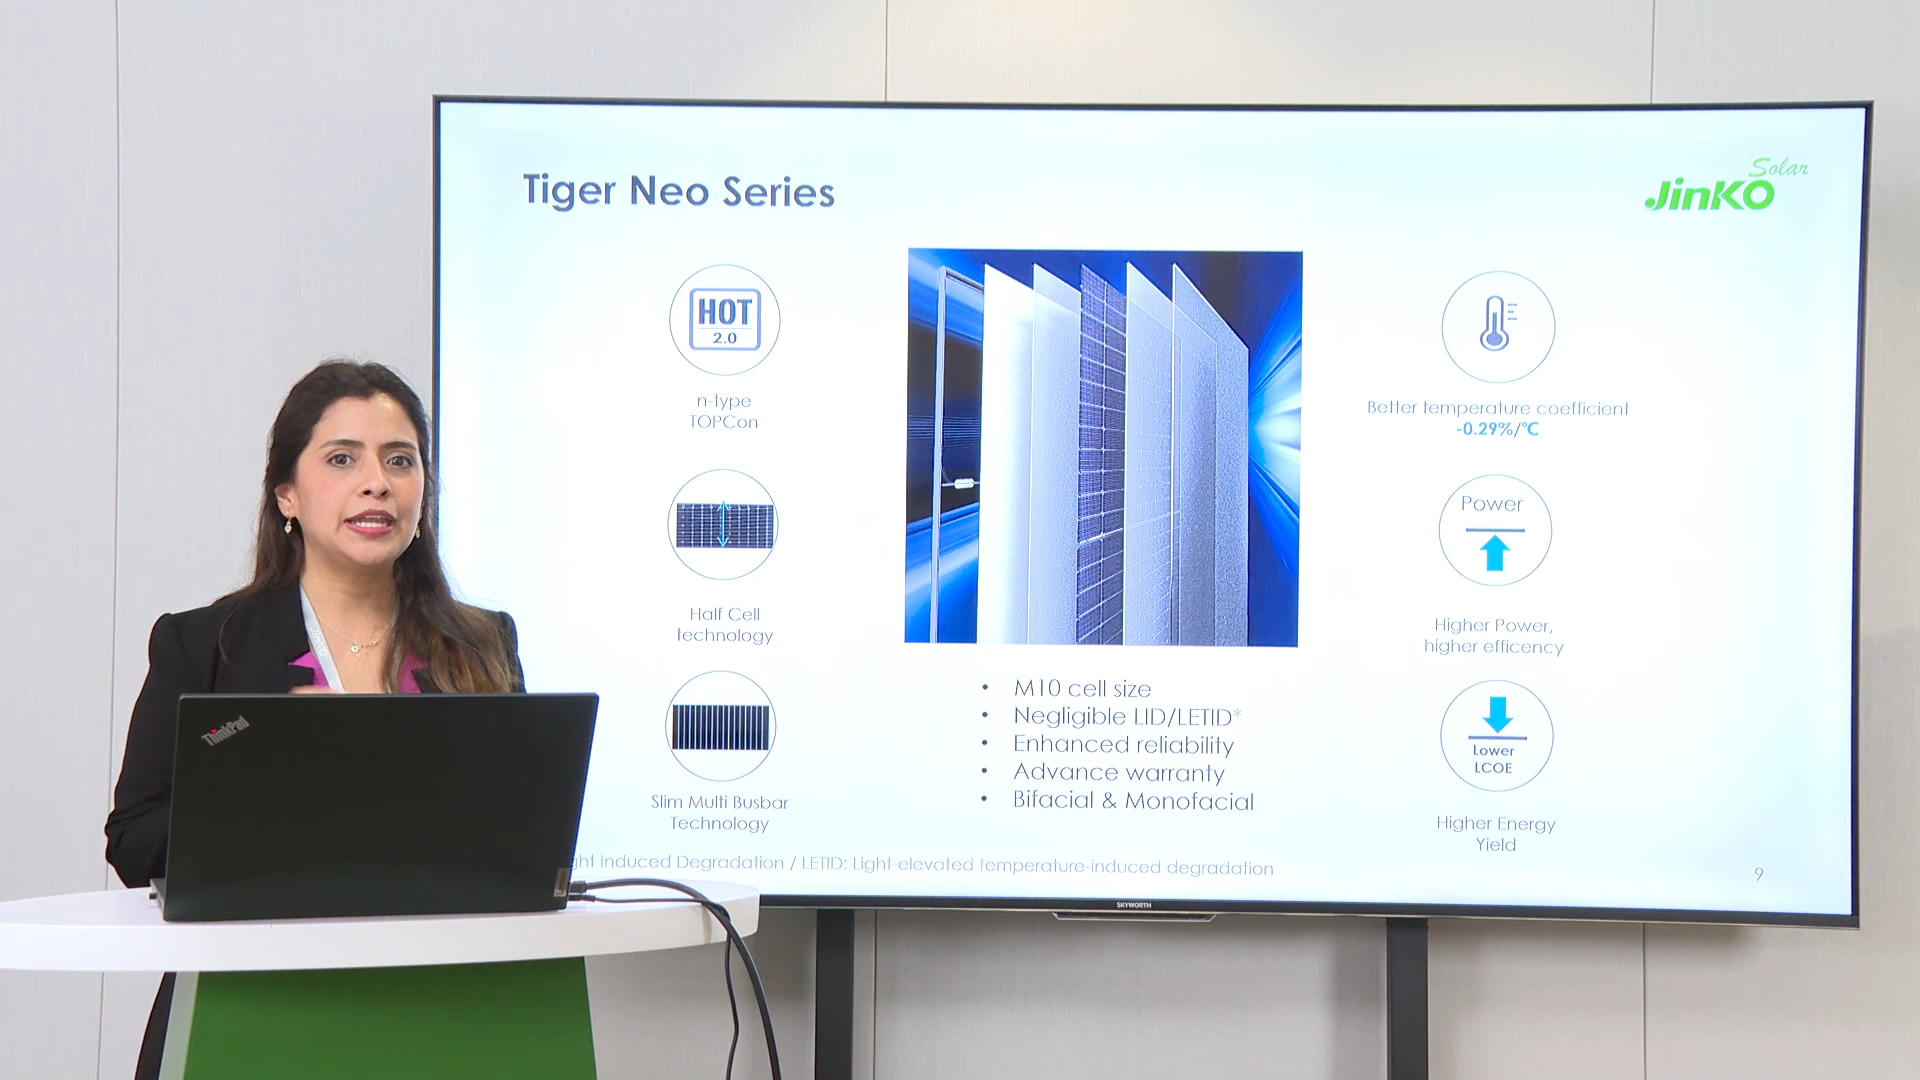 Tiger Neo Series
Solar
JinKO
HOT
2.0
n-type
TOPCon
Half Cell
Technology
Slim Multi Busbar
Technology
M10 cell size
Negligible LID/LETID*
Enhanced reliability
Advance warranty
Bifacial & Monofacial
Better temperature coefficient
-0.29%/°C
Power
Higher Power,
higher efficency
Lower
LCOE
Higher Energy
Yield
Induced Degradation / LETID: Light-elevated temperature-induced degradation
9
SKYWORTH
ThinkPad